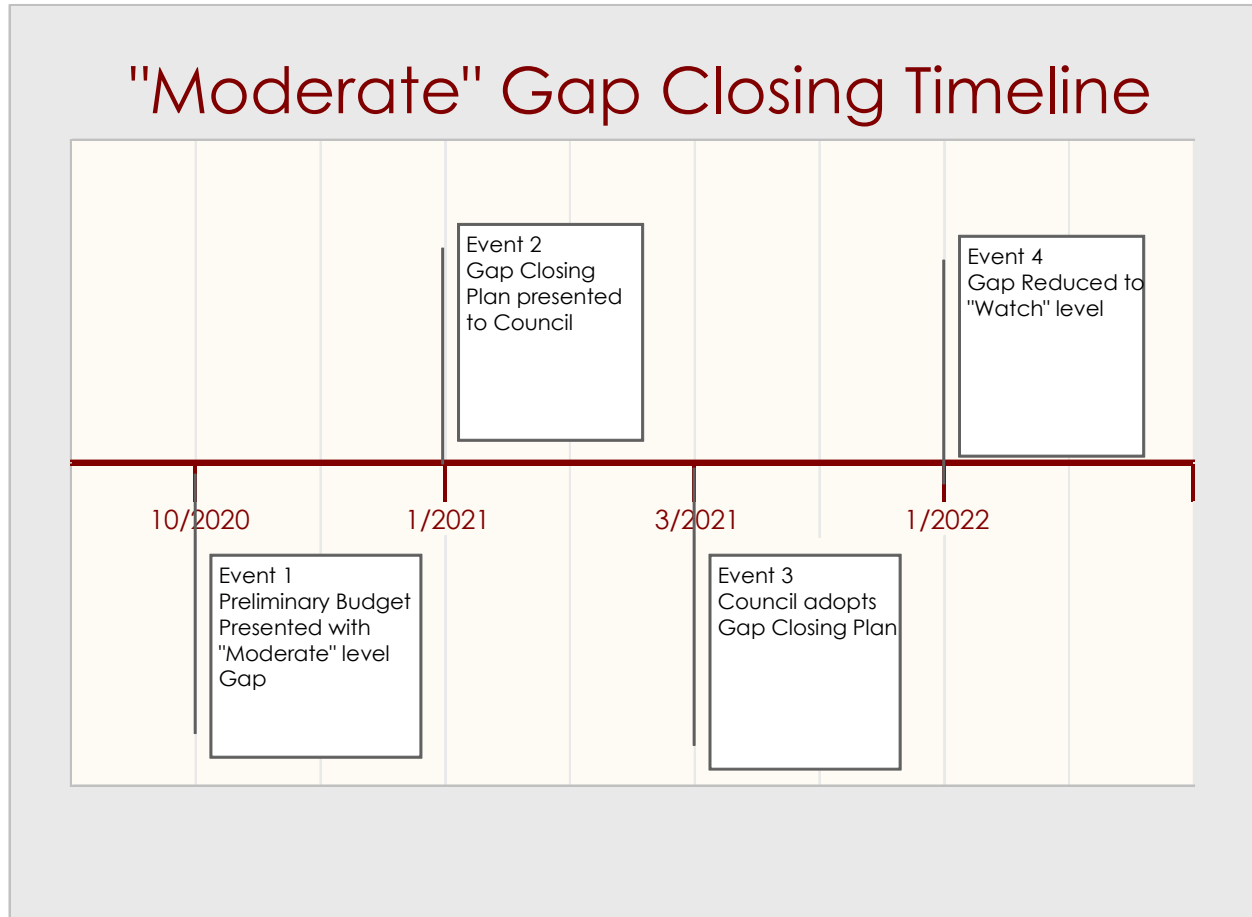 "Moderate" Gap Closing Timeline
Event 2
Gap Closing
Plan presented
to Council
Event 4
Gap Reduced to
"Watch" level
10/2020
1/2021
3/2021
1/2022
Event 1
Preliminary Budget
Presented with
"Moderate" level
Gap
Event 3
Council adopts
Gap Closing Plan